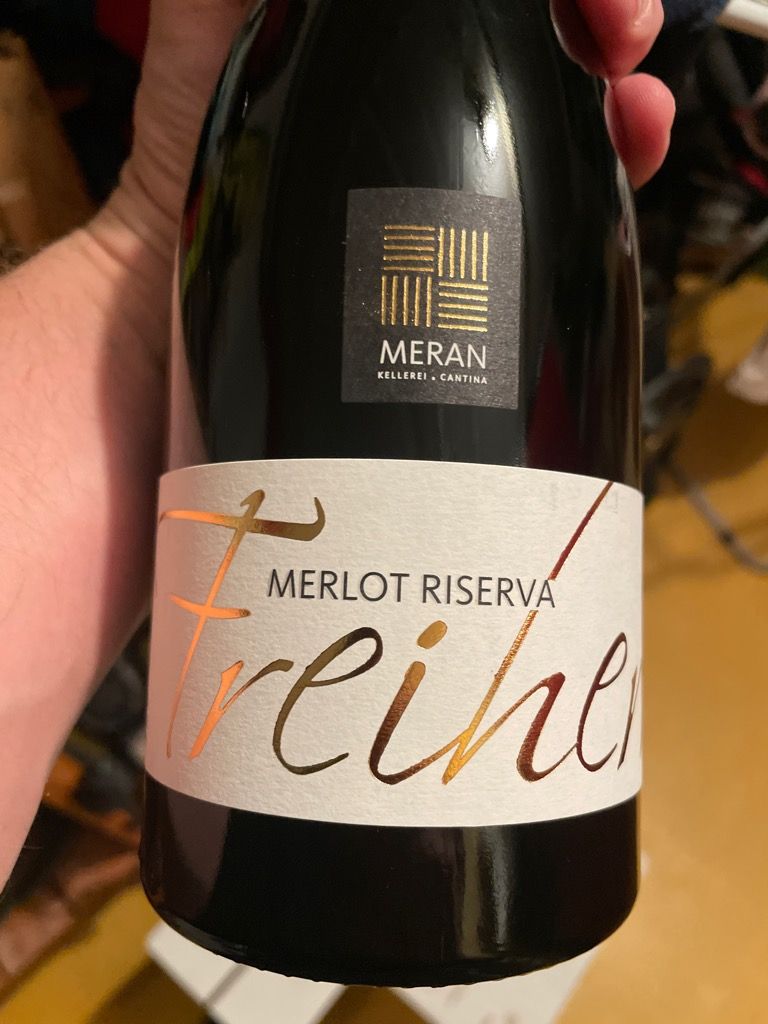 MERAN
KELLEREI . CANTINA
MERLOT RISERVA
Freiher